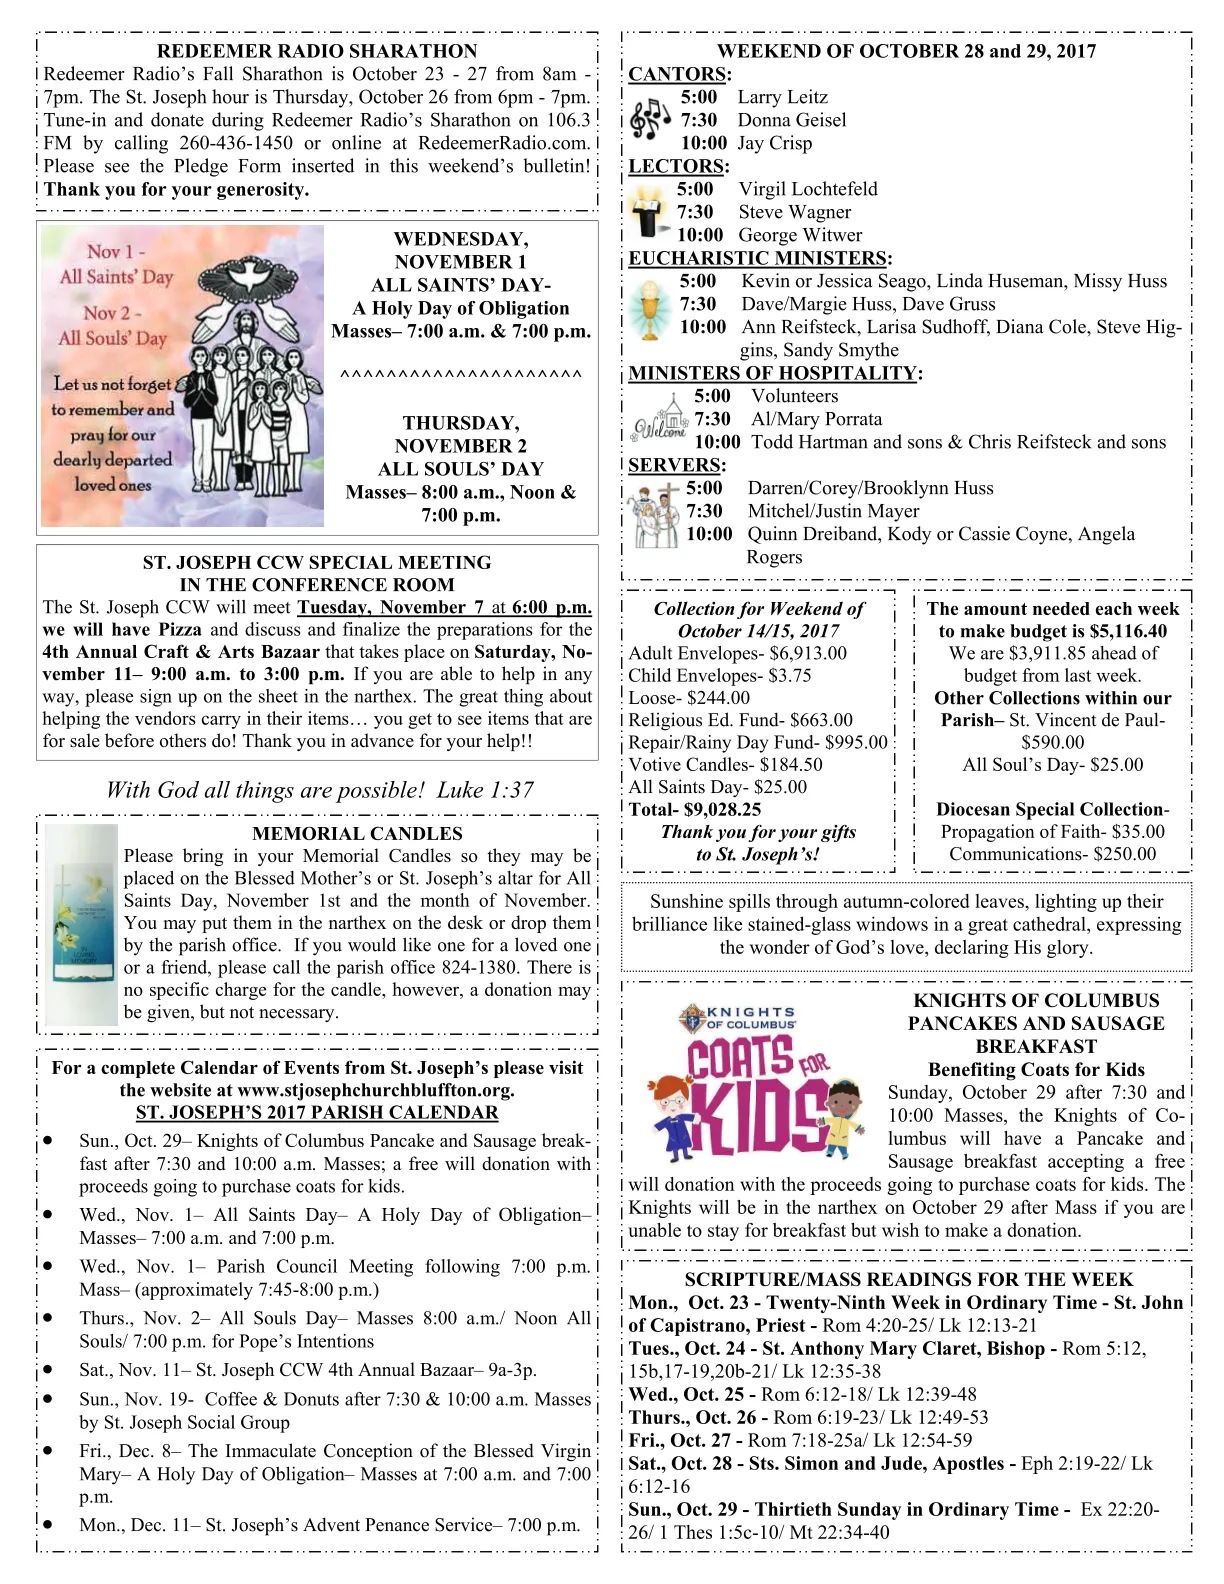 REDEEMER RADIO SHARATHON
Redeemer Radio's Fall Sharathon is October 23 - 27 from 8am -
7pm. The St. Joseph hour is Thursday, October 26 from 6pm - 7pm.
Tune-in and donate during Redeemer Radio's Sharathon on 106.3
FM by calling 260-436-1450 or online at RedeemerRadio.com.
Please see the Pledge Form inserted in this weekend's bulletin!
Thank you for your generosity.
Nov 1 -
All Saints' Day
Nov 2 -
All Souls' Day
Let us not forget
to remember and
pray for our
dearly departed
loved ones
WEDNESDAY,
NOVEMBER 1
ALL SAINTS' DAY-
A Holy Day of Obligation
Masses– 7:00 a.m. & 7:00 p.m.
^^^^^^^^^^^^^^^^^^^^^
THURSDAY,
NOVEMBER 2
ALL SOULS' DAY
Masses– 8:00 a.m., Noon &
7:00 p.m.
ST. JOSEPH CCW SPECIAL MEETING
IN THE CONFERENCE ROOM
The St. Joseph CCW will meet Tuesday, November 7 at 6:00 p.m.
we will have Pizza and discuss and finalize the preparations for the
4th Annual Craft & Arts Bazaar that takes place on Saturday, No-
vember 11– 9:00 a.m. to 3:00 p.m. If you are able to help in any
way, please sign up on the sheet in the narthex. The great thing about
helping the vendors carry in their items… you get to see items that are
for sale before others do! Thank you in advance for your help!!
With God all things are possible! Luke 1:37
MEMORIAL CANDLES
Please bring in your Memorial Candles so they may be
placed on the Blessed Mother's or St. Joseph's altar for All
Saints Day, November 1st and the month of November.
You may put them in the narthex on the desk or drop them
by the parish office. If you would like one for a loved one
or a friend, please call the parish office 824-1380. There is
no specific charge for the candle, however, a donation may
be given, but not necessary.
IN
LOVING
MEMORY
For a complete Calendar of Events from St. Joseph's please visit
the website at www.stjosephchurchbluffton.org.
ST. JOSEPH'S 2017 PARISH CALENDAR
• Sun., Oct. 29– Knights of Columbus Pancake and Sausage break-
fast after 7:30 and 10:00 a.m. Masses; a free will donation with
proceeds going to purchase coats for kids.
• Wed., Nov. 1– All Saints Day– A Holy Day of Obligation–
Masses– 7:00 a.m. and 7:00 p.m.
• Wed., Nov. 1– Parish Council Meeting following 7:00 p.m.
Mass– (approximately 7:45-8:00 p.m.)
• Thurs., Nov. 2– All Souls Day– Masses 8:00 a.m./ Noon All
Souls/ 7:00 p.m. for Pope's Intentions
• Sat., Nov. 11– St. Joseph CCW 4th Annual Bazaar– 9a-3p.
• Sun., Nov. 19- Coffee & Donuts after 7:30 & 10:00 a.m. Masses
by St. Joseph Social Group
• Fri., Dec. 8– The Immaculate Conception of the Blessed Virgin
Mary– A Holy Day of Obligation– Masses at 7:00 a.m. and 7:00
p.m.
• Mon., Dec. 11– St. Joseph's Advent Penance Service– 7:00 p.m.
WEEKEND OF OCTOBER 28 and 29, 2017
CANTORS:
5:00 Larry Leitz
7:30 Donna Geisel
10:00 Jay Crisp
LECTORS:
5:00 Virgil Lochtefeld
7:30 Steve Wagner
10:00 George Witwer
EUCHARISTIC MINISTERS:
5:00 Kevin or Jessica Seago, Linda Huseman, Missy Huss
7:30 Dave/Margie Huss, Dave Gruss
10:00 Ann Reifsteck, Larisa Sudhoff, Diana Cole, Steve Hig-
gins, Sandy Smythe
MINISTERS OF HOSPITALITY:
Welcome
5:00 Volunteers
7:30 Al/Mary Porrata
10:00 Todd Hartman and sons & Chris Reifsteck and sons
SERVERS:
5:00 Darren/Corey/Brooklynn Huss
7:30 Mitchel/Justin Mayer
10:00 Quinn Dreiband, Kody or Cassie Coyne, Angela
Rogers
Collection for Weekend of
October 14/15, 2017
Adult Envelopes- $6,913.00
Child Envelopes- $3.75
Loose- $244.00
Religious Ed. Fund- $663.00
Repair/Rainy Day Fund- $995.00
Votive Candles- $184.50
All Saints Day- $25.00
Total- $9,028.25
Thank you for your gifts
to St. Joseph's!
The amount needed each week
to make budget is $5,116.40
We are $3,911.85 ahead of
budget from last week.
Other Collections within our
Parish– St. Vincent de Paul-
$590.00
All Soul's Day- $25.00
Diocesan Special Collection-
Propagation of Faith- $35.00
Communications- $250.00
Sunshine spills through autumn-colored leaves, lighting up their
brilliance like stained-glass windows in a great cathedral, expressing
the wonder of God's love, declaring His glory.
KNIGHTS
OF COLUMBUS
COATS FOR
KIDS
KNIGHTS OF COLUMBUS
PANCAKES AND SAUSAGE
BREAKFAST
Benefiting Coats for Kids
Sunday, October 29 after 7:30 and
10:00 Masses, the Knights of Co-
lumbus will have a Pancake and
Sausage breakfast accepting a free
will donation with the proceeds going to purchase coats for kids. The
Knights will be in the narthex on October 29 after Mass if you are
unable to stay for breakfast but wish to make a donation.
SCRIPTURE/MASS READINGS FOR THE WEEK
Mon., Oct. 23 - Twenty-Ninth Week in Ordinary Time - St. John
of Capistrano, Priest - Rom 4:20-25/ Lk 12:13-21
Tues., Oct. 24 - St. Anthony Mary Claret, Bishop - Rom 5:12,
15b,17-19,20b-21/ Lk 12:35-38
Wed., Oct. 25 - Rom 6:12-18/ Lk 12:39-48
Thurs., Oct. 26 - Rom 6:19-23/ Lk 12:49-53
Fri., Oct. 27 - Rom 7:18-25a/ Lk 12:54-59
Sat., Oct. 28 - Sts. Simon and Jude, Apostles - Eph 2:19-22/ Lk
6:12-16
Sun., Oct. 29 - Thirtieth Sunday in Ordinary Time - Ex 22:20-
26/ 1 Thes 1:5c-10/ Mt 22:34-40